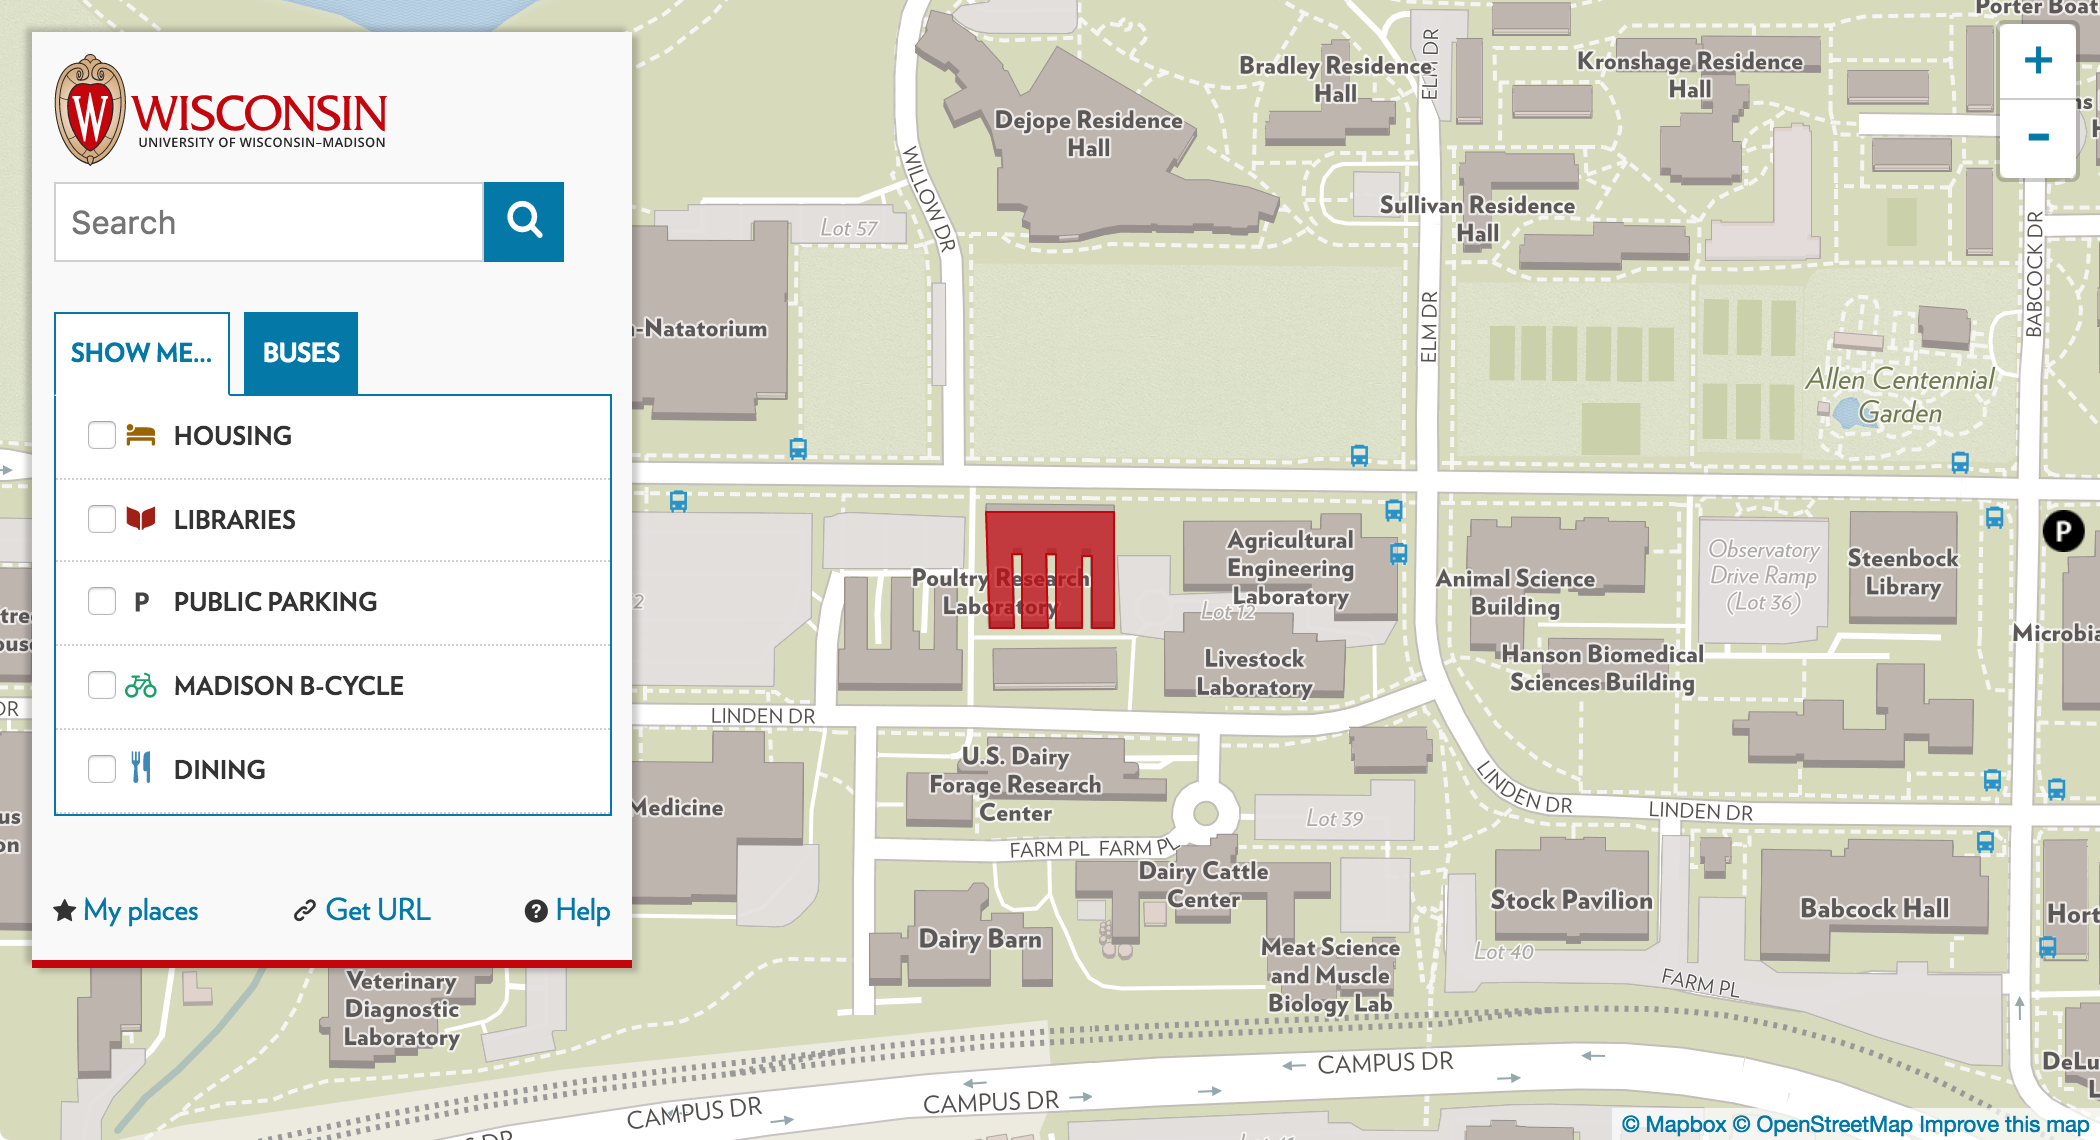 WISCONSIN
UNIVERSITY OF WISCONSIN–MADISON
Search
SHOW ME...
BUSES
HOUSING
LIBRARIES
P
PUBLIC PARKING
MADISON B-CYCLE
DINING
My places
Get URL
? Help
+
-
Porter Boat
Bradley Residence
Hall
ELM DR
Kronshage Residence
Hall
Dejope Residence
Hall
WILLOW DR
Sullivan Residence
Hall
Lot 57
BABCOCK DR
-Natatorium
ELM DR
Allen Centennial
Garden
P
Agricultural
Engineering
Laboratory
Poultry Research
Laboratory
Lot 12
Animal Science
Building
Observatory
Drive Ramp
(Lot 36)
Steenbock
Library
Livestock
Laboratory
Hanson Biomedical
Sciences Building
LINDEN DR
U.S. Dairy
Forage Research
Center
Medicine
LINDEN DR
LINDEN DR
Lot 39
FARM PL
FARM PL
Dairy Cattle
Center
Stock Pavilion
Babcock Hall
Dairy Barn
Meat Science
and Muscle
Biology Lab
Lot 40
FARM PL
Veterinary
Diagnostic
Laboratory
CAMPUS DR
CAMPUS DR
CAMPUS DR
© Mapbox © OpenStreetMap Improve this map